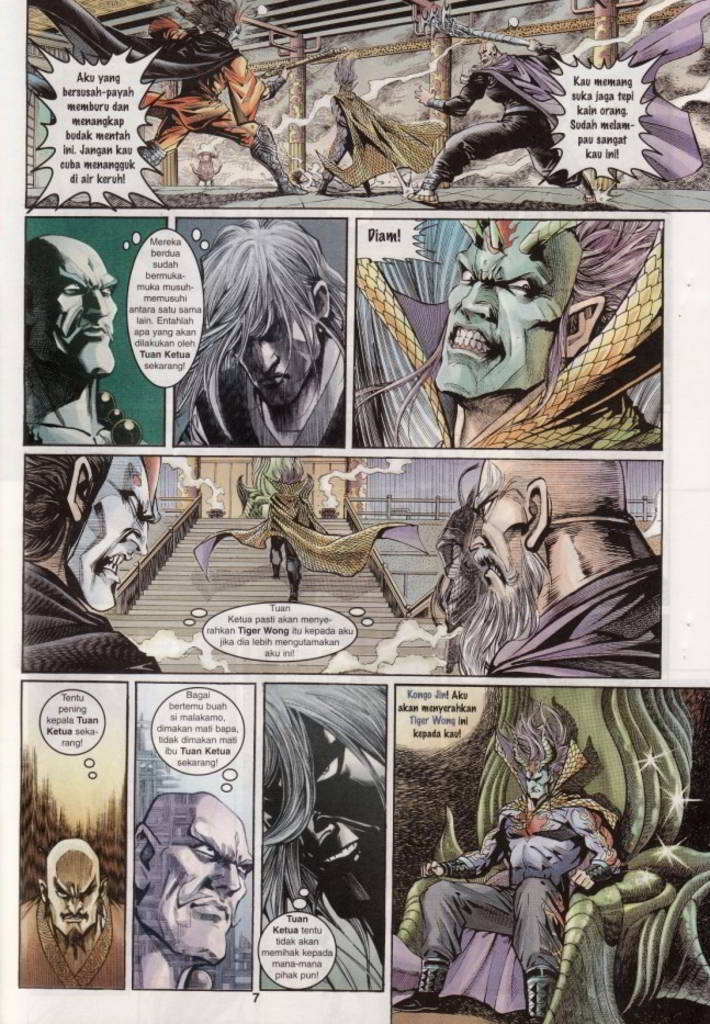 Aku yang
bersusah-payah
memburu dan
menangkap
budak mentah
ini. Jangan kau
cuba menangguk
di air keruh!
Kau memang
suka jaga tepi
kain orang.
Sudah melam-
pau sangat
kau ini!
Mereka
berdua
sudah
bermuka-
muka musuh-
memusuhi
antara satu sama
lain. Entahlah
apa yang akan
dilakukan oleh
Tuan Ketua
sekarang!
Diam!
Tuan
Ketua pasti akan menye-
rahkan Tiger Wong itu kepada aku
jika dia lebih mengutamakan
aku ini!
Tentu
pening
kepala Tuan
Ketua seka-
rang!
Bagai
bertemu buah
si malakamo,
dimakan mati bapa,
tidak dimakan mati
ibu Tuan Ketua
sekarang!
Tuan
Ketua tentu
tidak akan
memihak kepada
mana-mana
pihak pun!
Kongo Jin! Aku
akan menyerahkan
Tiger Wong ini
kepada kau!
7